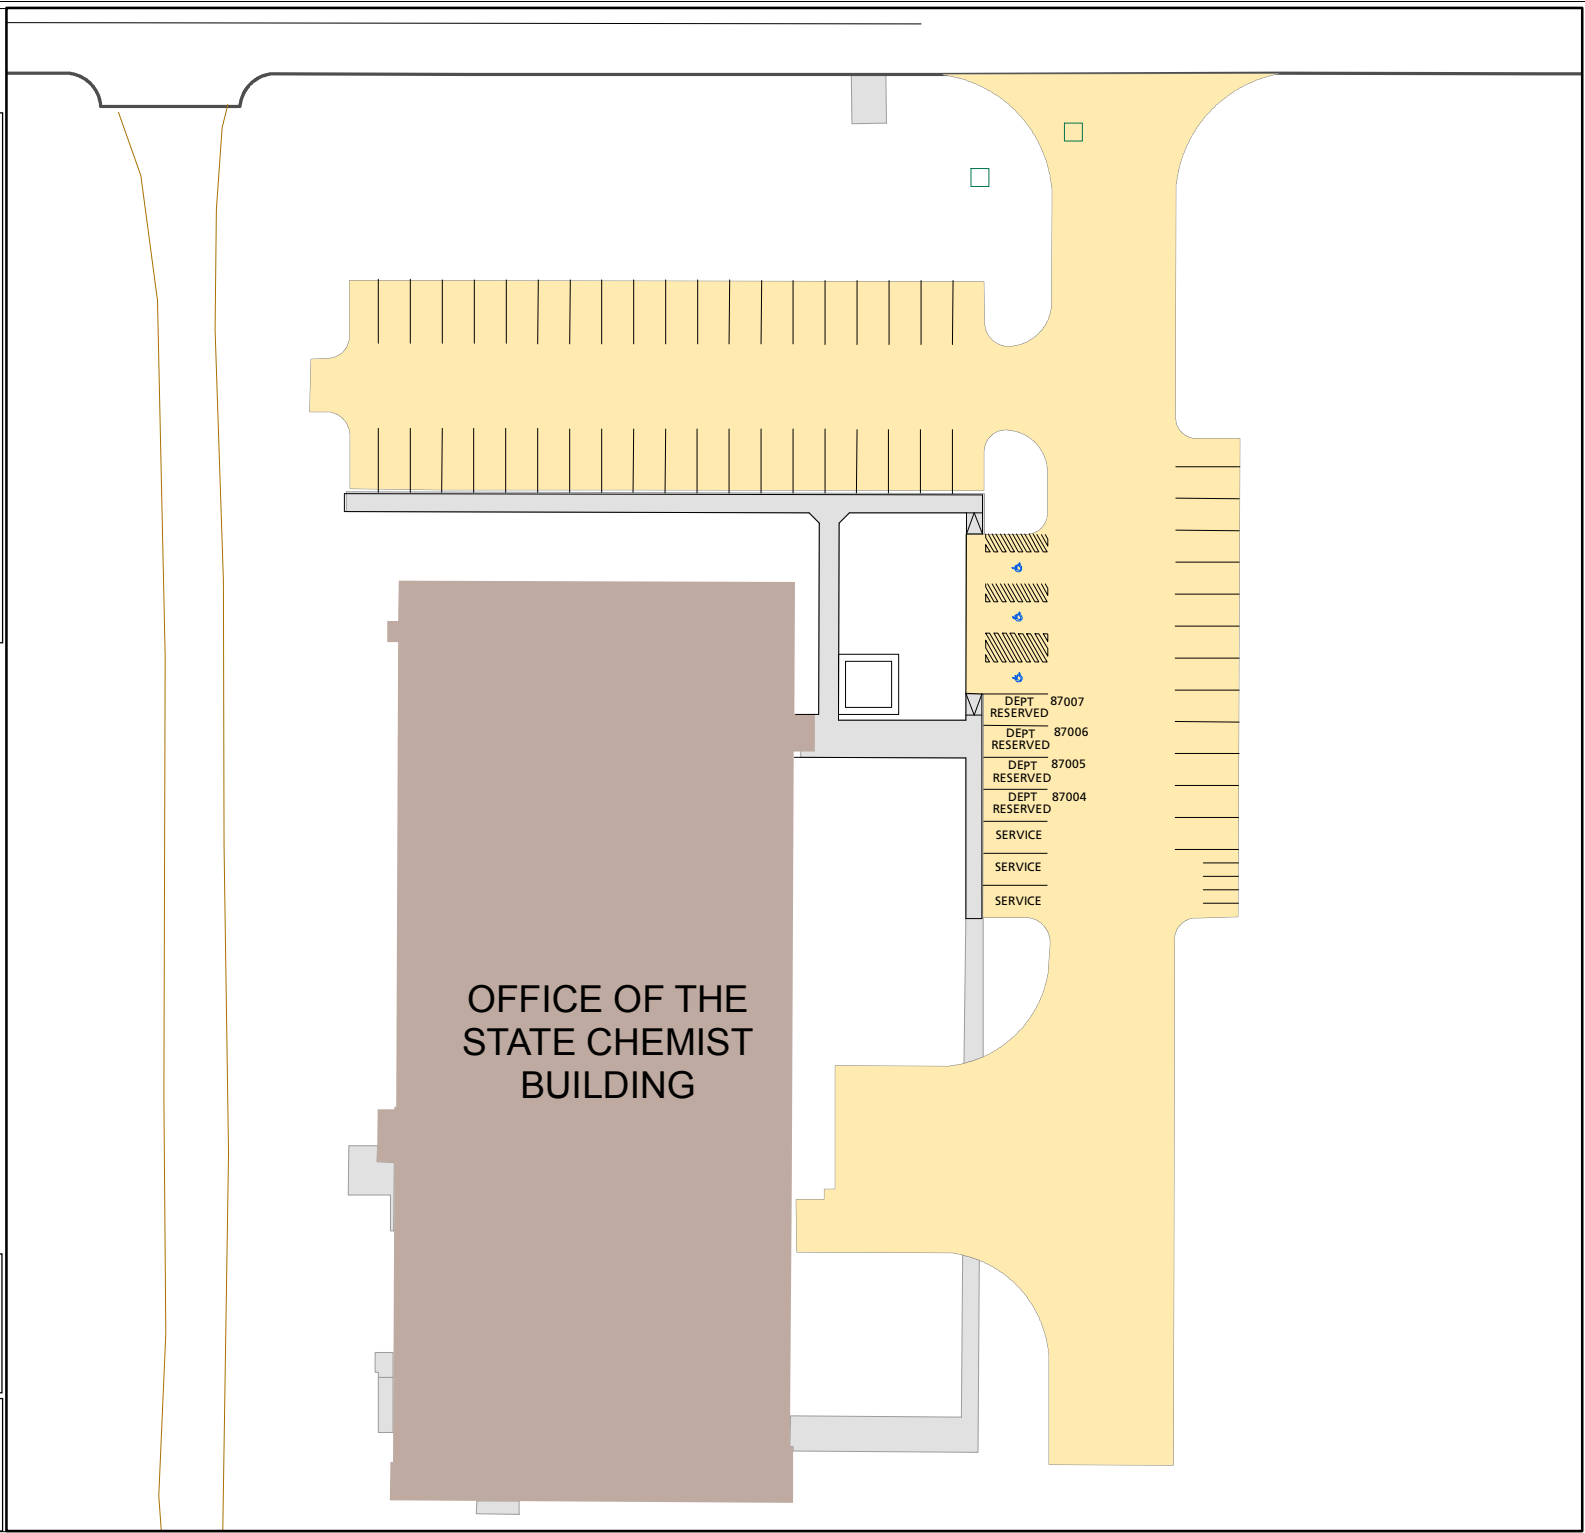 DEPT 87007
RESERVED
DEPT 87006
RESERVED
DEPT 87005
RESERVED
DEPT 87004
RESERVED
SERVICE
SERVICE
SERVICE
OFFICE OF THE
STATE CHEMIST
BUILDING